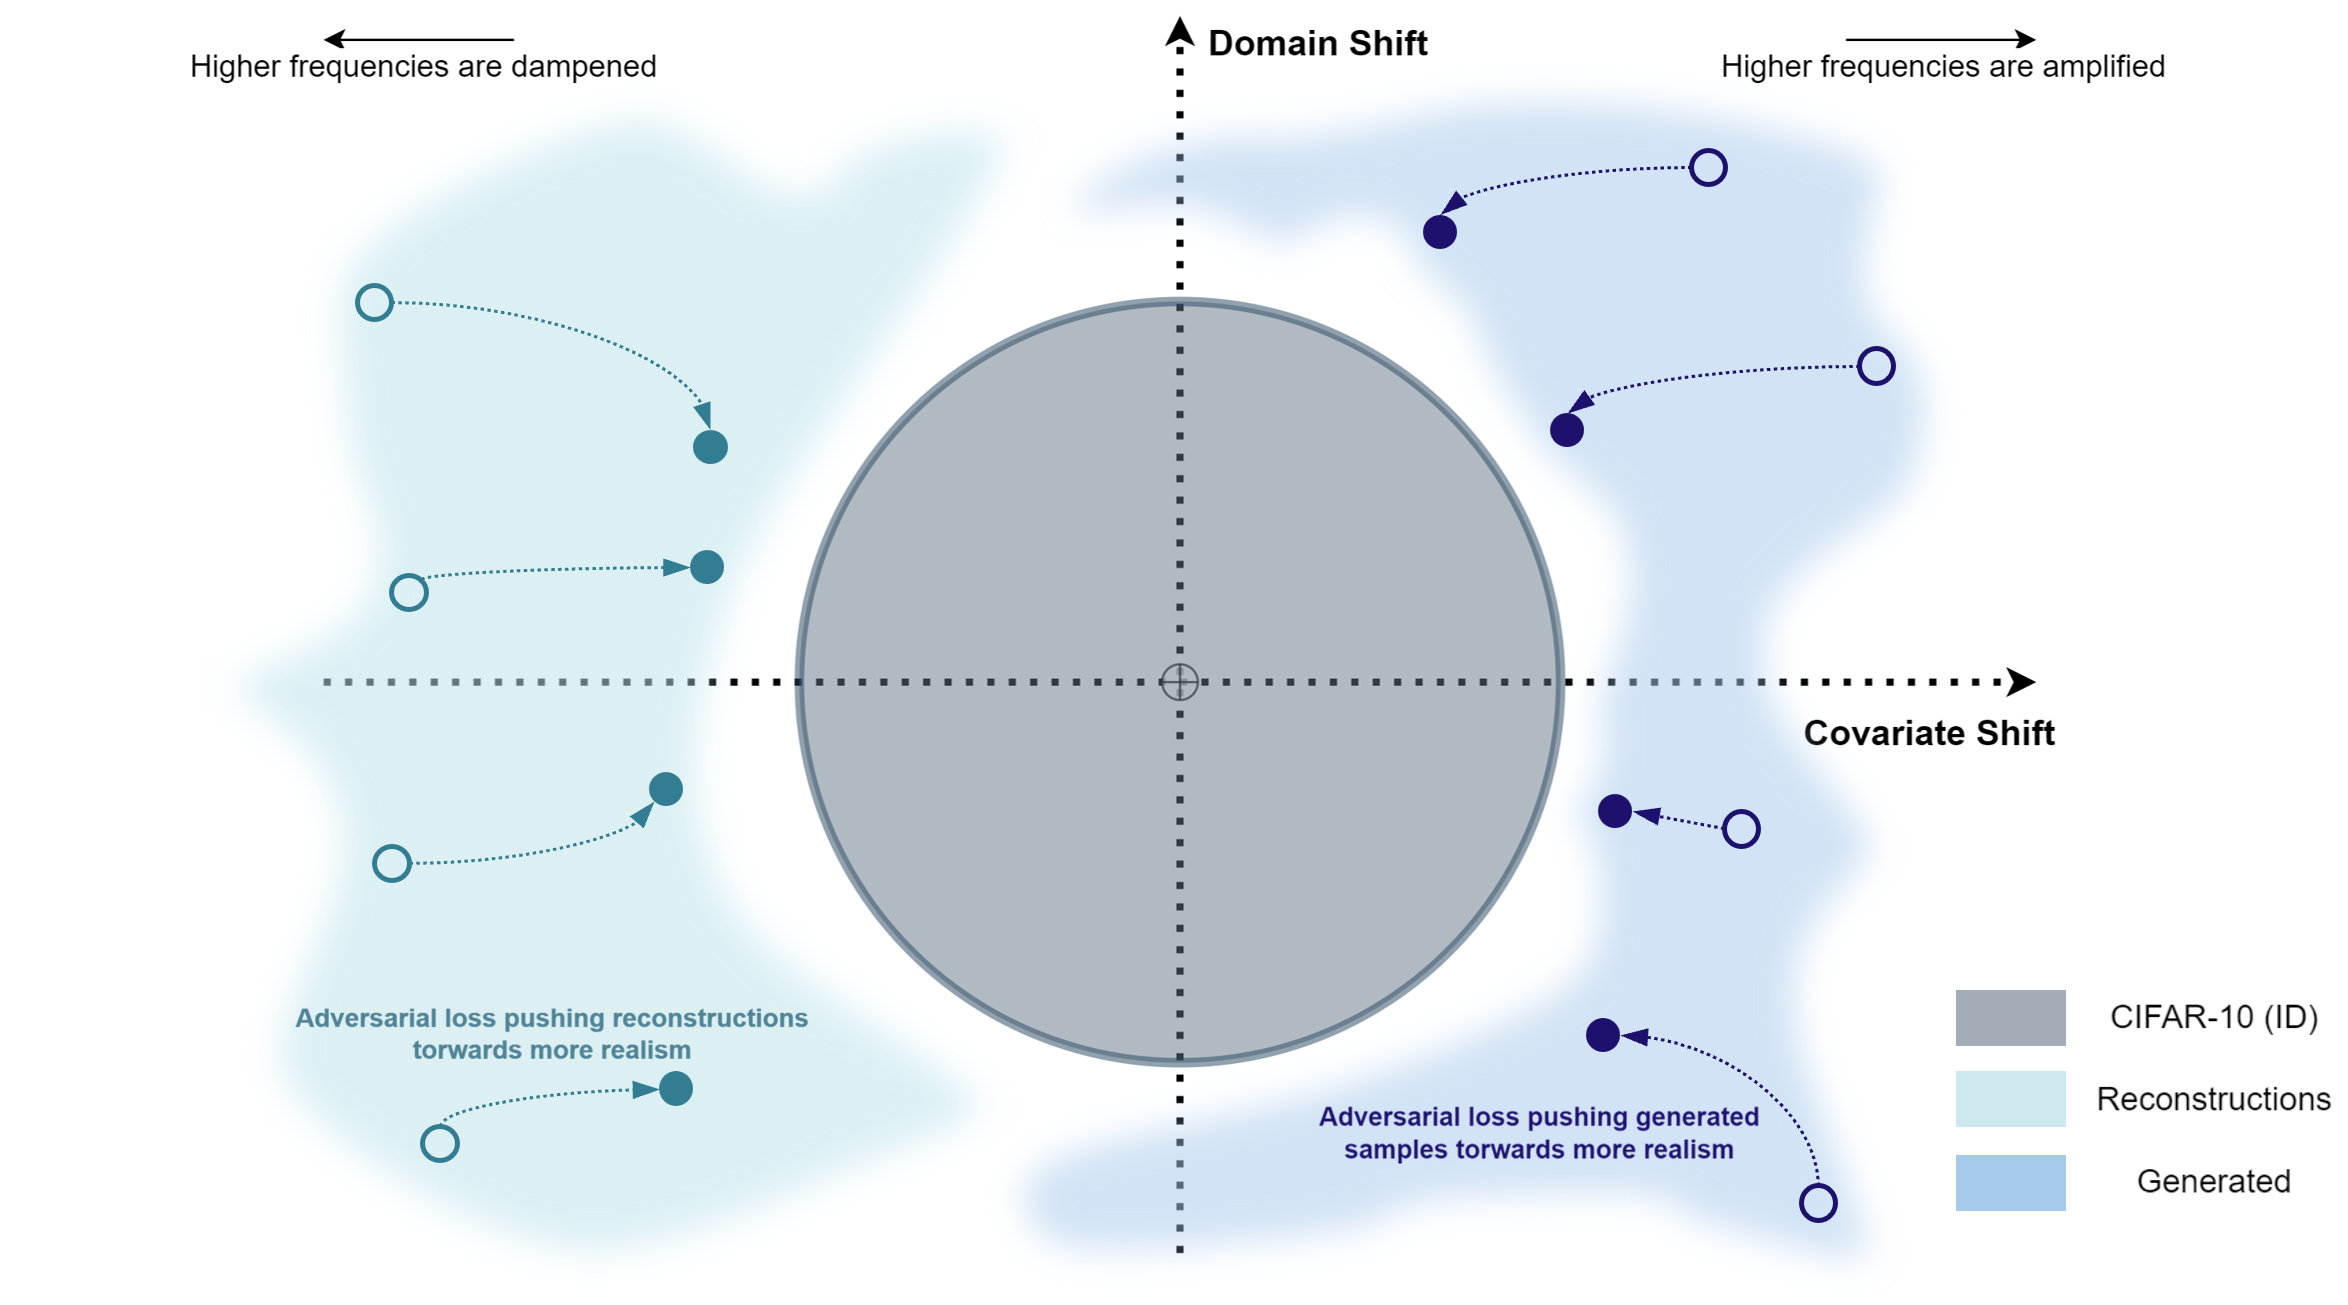 Domain Shift
Higher frequencies are dampened
Higher frequencies are amplified
Covariate Shift
Adversarial loss pushing reconstructions
torwards more realism
Adversarial loss pushing generated
samples torwards more realism
CIFAR-10 (ID)
Reconstructions
Generated